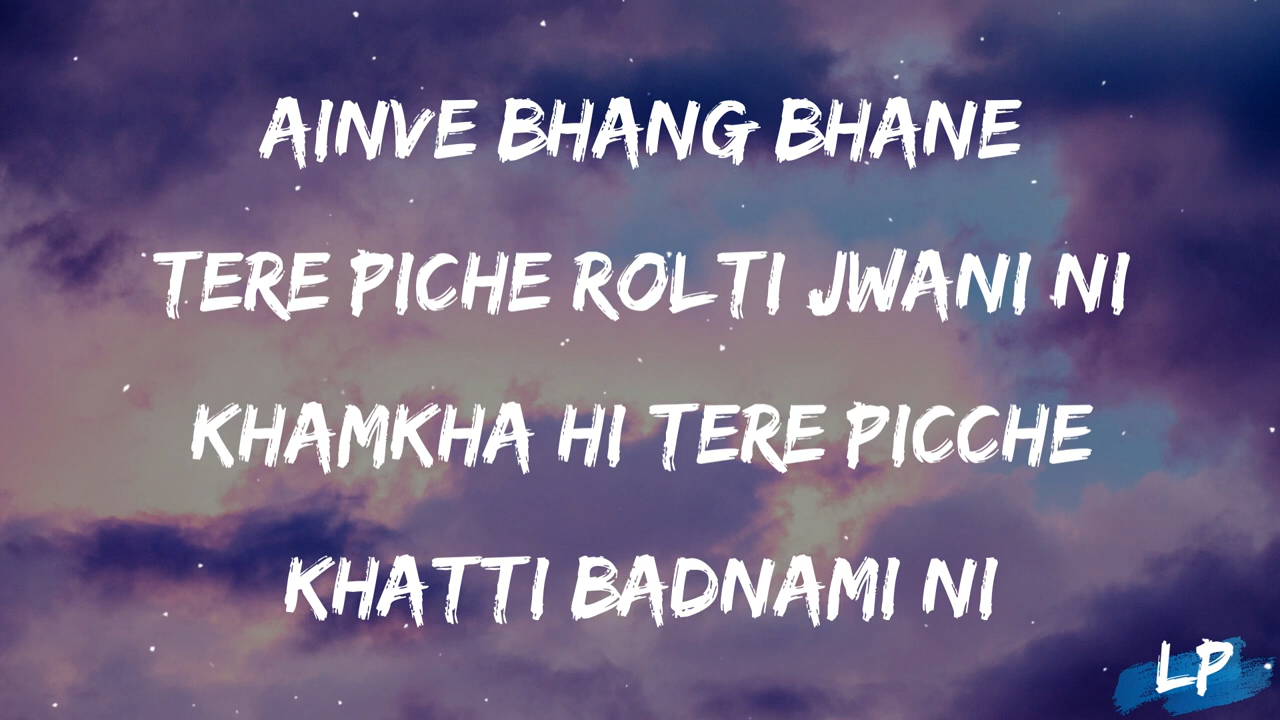 AINVE BHANG BHANE
TERE PICHE ROLTI JWANI NI
KHAMKHA HI TERE PICCHE
KHATTI BADNAMI NI
LP